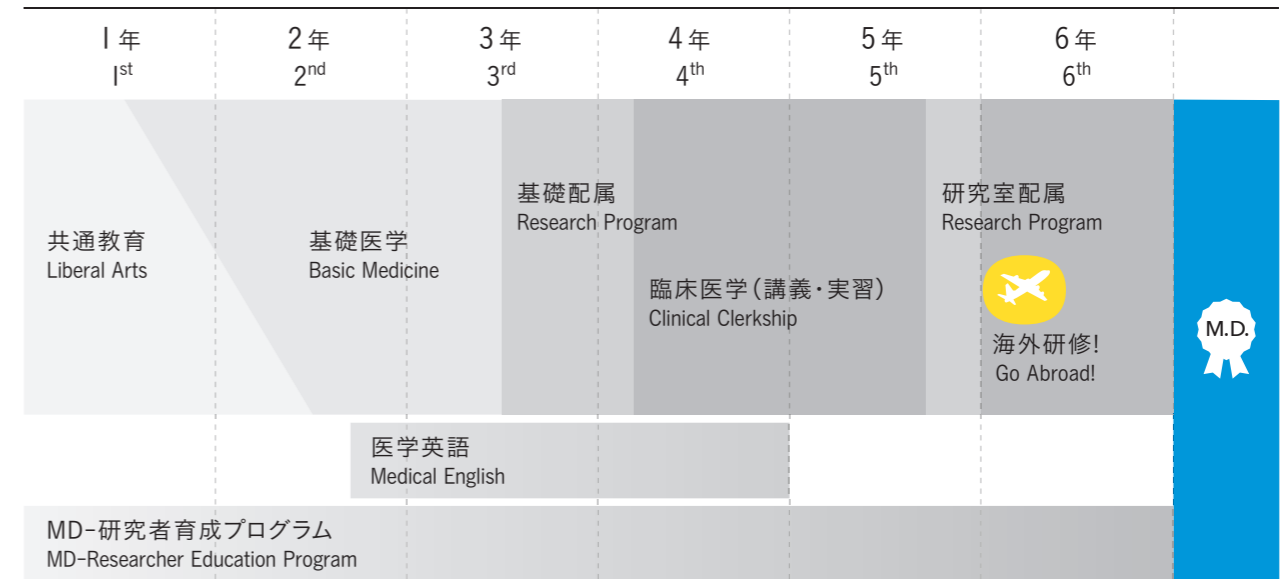 1年
1st
2年
2nd
3年
3rd
4年
4th
5年
5th
6年
6th
共通教育
Liberal Arts
基礎医学
Basic Medicine
基礎配属
Research Program
臨床医学(講義・実習)
Clinical Clerkship
研究室配属
Research Program
海外研修!
Go Abroad!
M.D.
医学英語
Medical English
MD-研究者育成プログラム
MD-Researcher Education Program